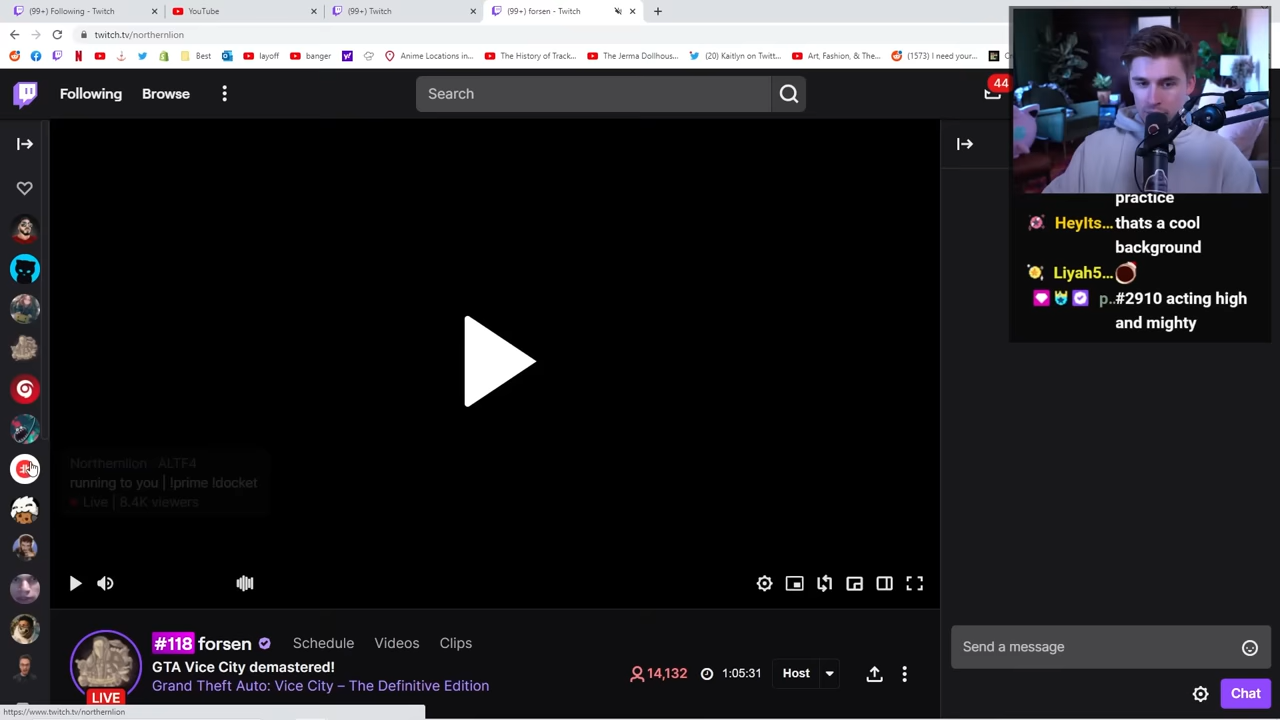 (99+) Following - Twitch
YouTube
(99+) Twitch
(99+) forsen - Twitch
twitch.tv/northernlion
Best
layoff
banger
Anime Locations in...
The History of Track...
The Jerma Dollhous...
(20) Kaitlyn on Twitt...
Art, Fashion, & The...
(1573) I need your...
Following
Browse
Search
44
practice
HeyIts... thats a cool
background
Liyah5...
p... #2910 acting high
and mighty
Northernlion · ALTF4
running to you | !prime !docket
Live | 8.4K viewers
#118 forsen
Schedule
Videos
Clips
GTA Vice City demastered!
Grand Theft Auto: Vice City – The Definitive Edition
LIVE
14,132
1:05:31
Host
Send a message
Chat
https://www.twitch.tv/northernlion